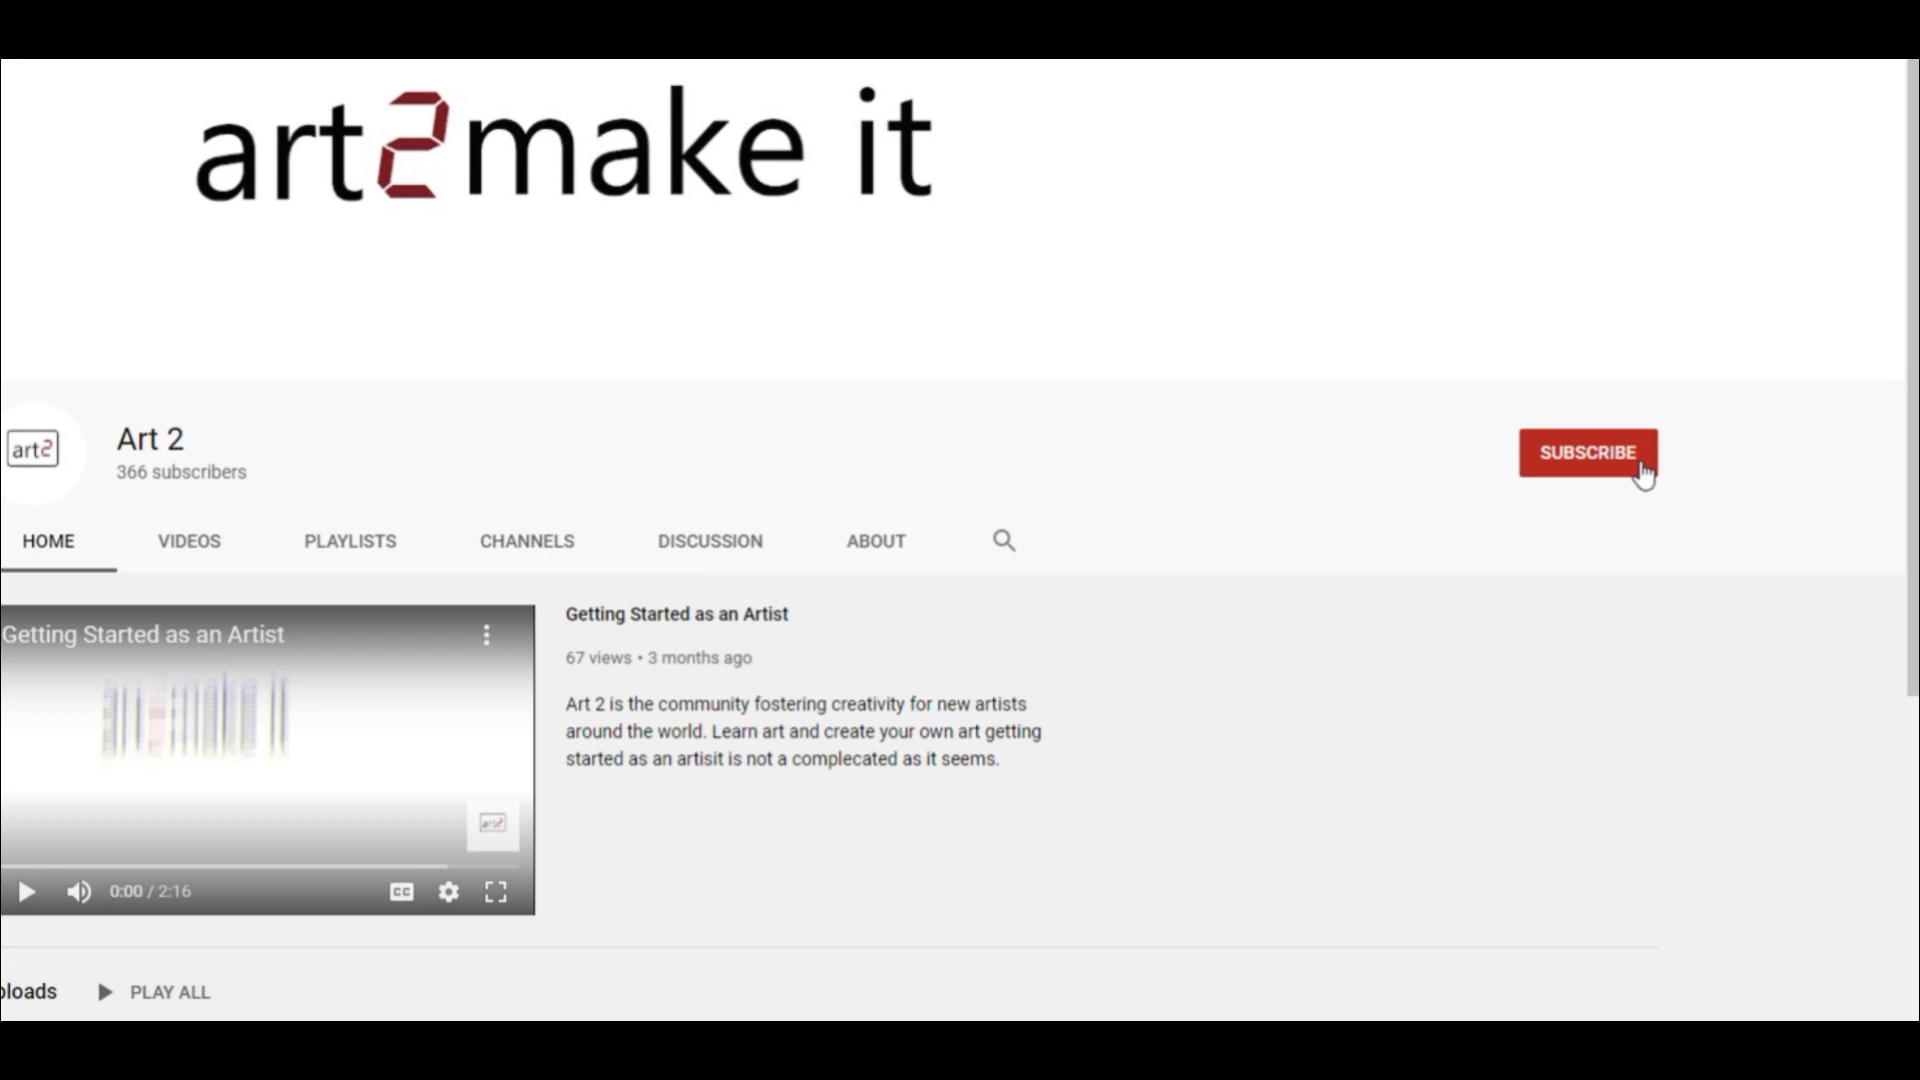 art2make it
art2
Art 2
366 subscribers
SUBSCRIBE
HOME VIDEOS PLAYLISTS CHANNELS DISCUSSION ABOUT
Getting Started as an Artist
art2
0:00 / 2:16
CC
Getting Started as an Artist
67 views • 3 months ago
Art 2 is the community fostering creativity for new artists
around the world. Learn art and create your own art getting
started as an artisit is not a complecated as it seems.
ploads PLAY ALL